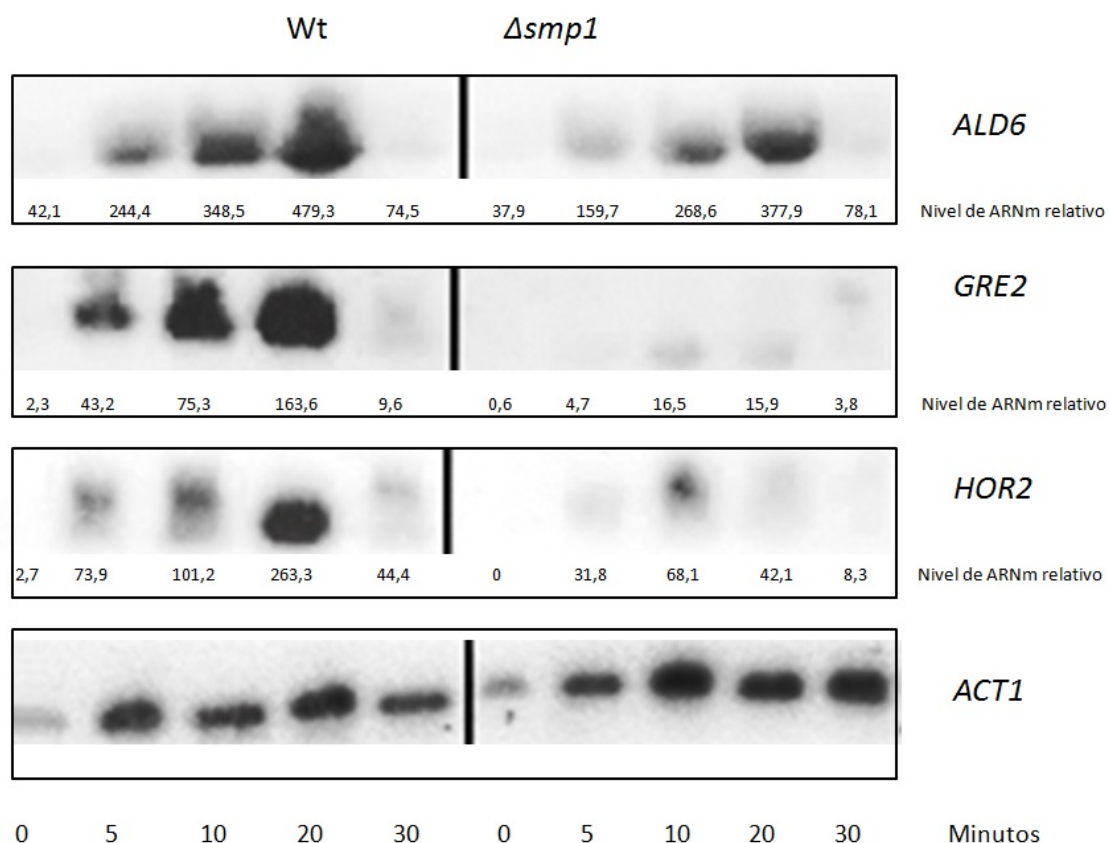 Wt Δsmp1
ALD6
42,1 244,4 348,5 479,3 74,5 37,9 159,7 268,6 377,9 78,1 Nivel de ARNm relativo
GRE2
2,3 43,2 75,3 163,6 9,6 0,6 4,7 16,5 15,9 3,8 Nivel de ARNm relativo
HOR2
2,7 73,9 101,2 263,3 44,4 0 31,8 68,1 42,1 8,3 Nivel de ARNm relativo
ACT1
0 5 10 20 30 0 5 10 20 30 Minutos